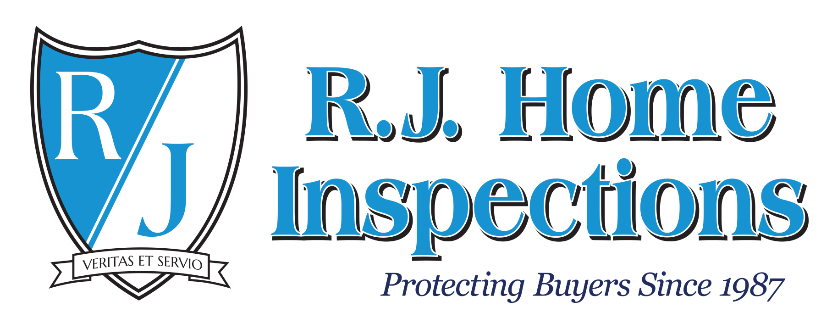 R
J
VERITAS ET SERVIO
R.J. Home
Inspections
Protecting Buyers Since 1987